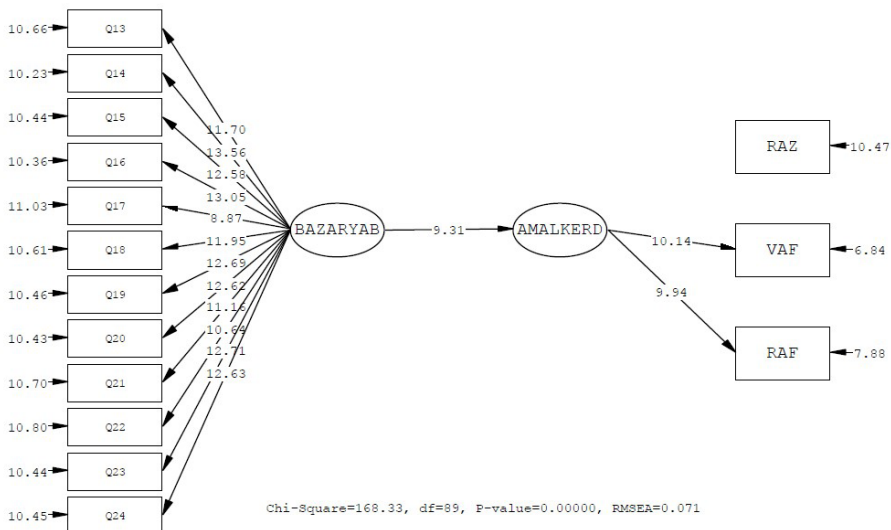 10.66 Q13
10.23 Q14
10.44 Q15
10.36 Q16
11.03 Q17
10.61 Q18
10.46 Q19
10.43 Q20
10.70 Q21
10.80 Q22
10.44 Q23
10.45 Q24
11.70
13.56
12.58
13.05
8.87
11.95
12.69
12.62
11.16
10.64
12.71
12.63
BAZARYAB 9.31 AMALKERD
10.14
9.94
RAZ 10.47
VAF 6.84
RAF 7.88
Chi-Square=168.33, df=89, P-value=0.00000, RMSEA=0.071